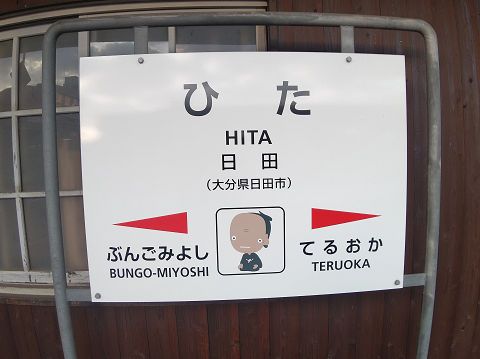 ひた
HITA
日田
(大分県日田市)
ぶんごみよし
BUNGO-MIYOSHI
てるおか
TERUOKA